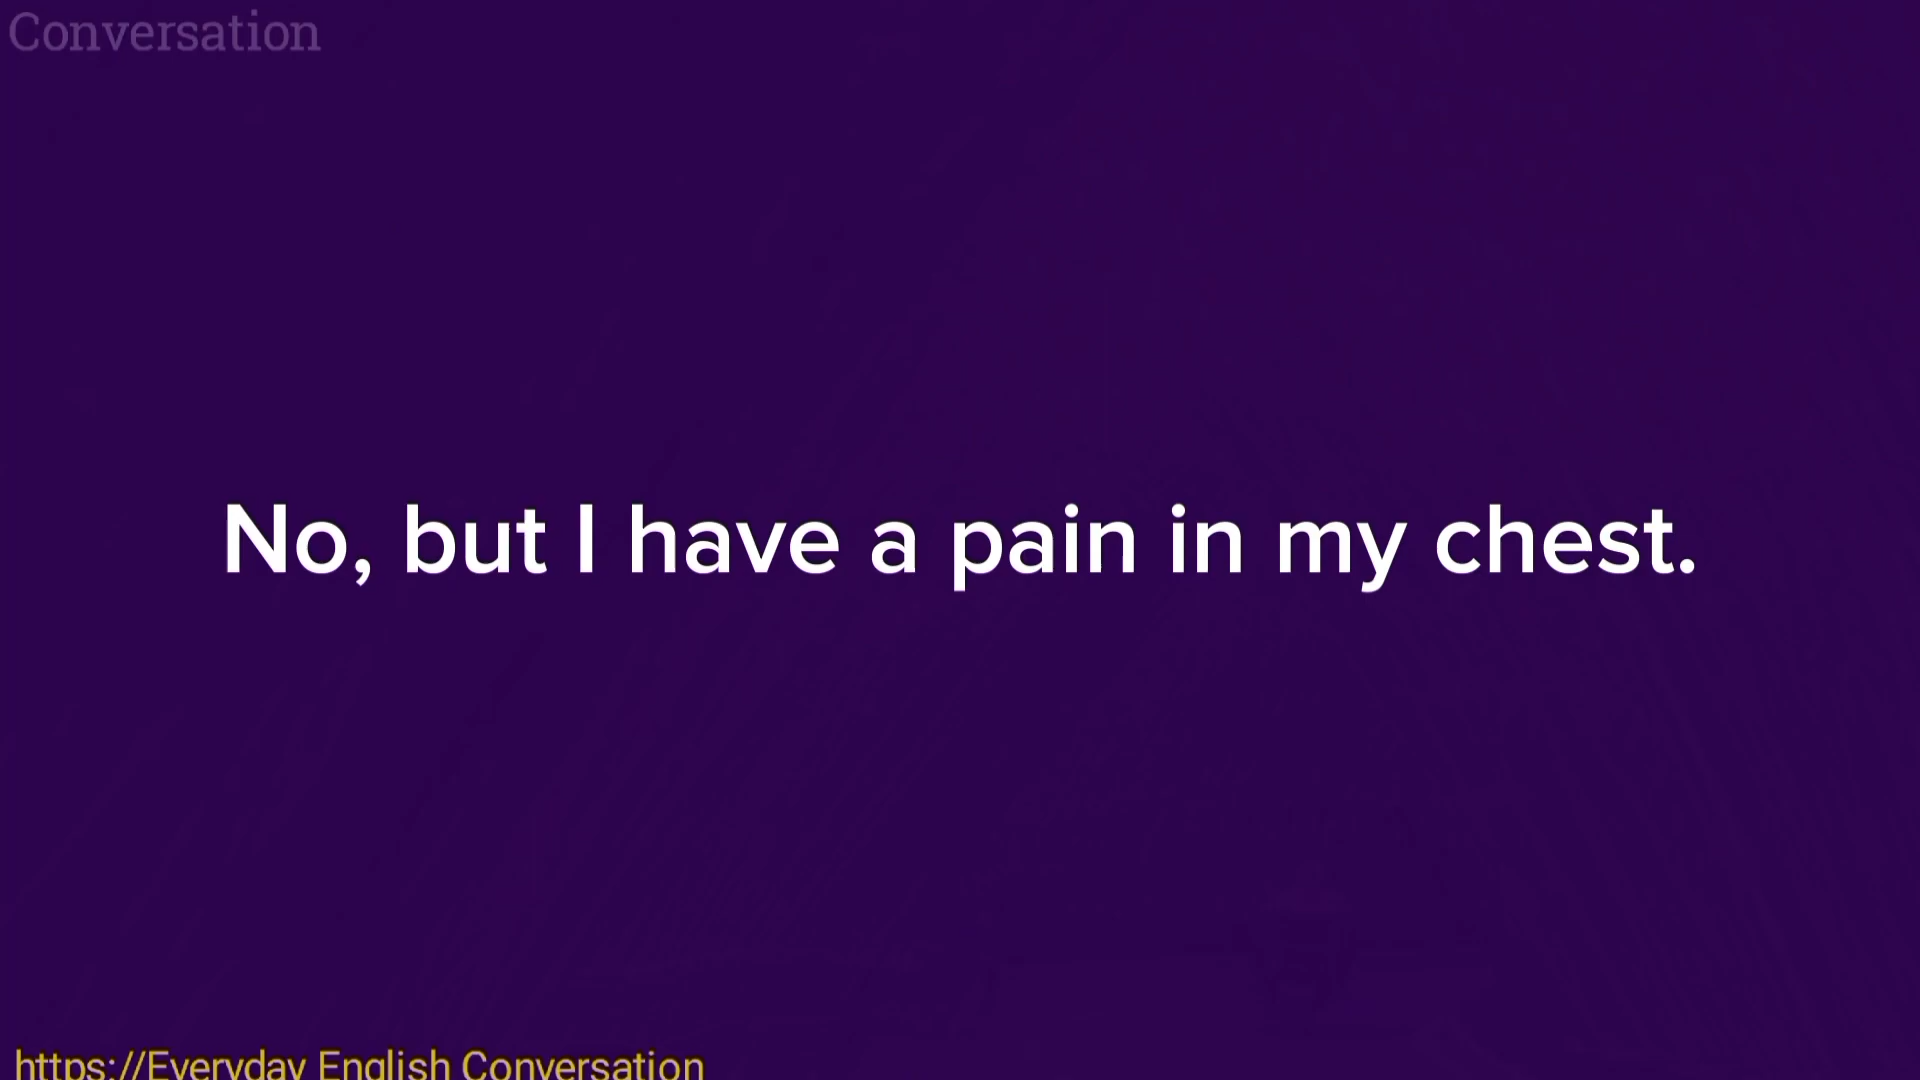 Conversation
No, but I have a pain in my chest.
https://Everyday English Conversation